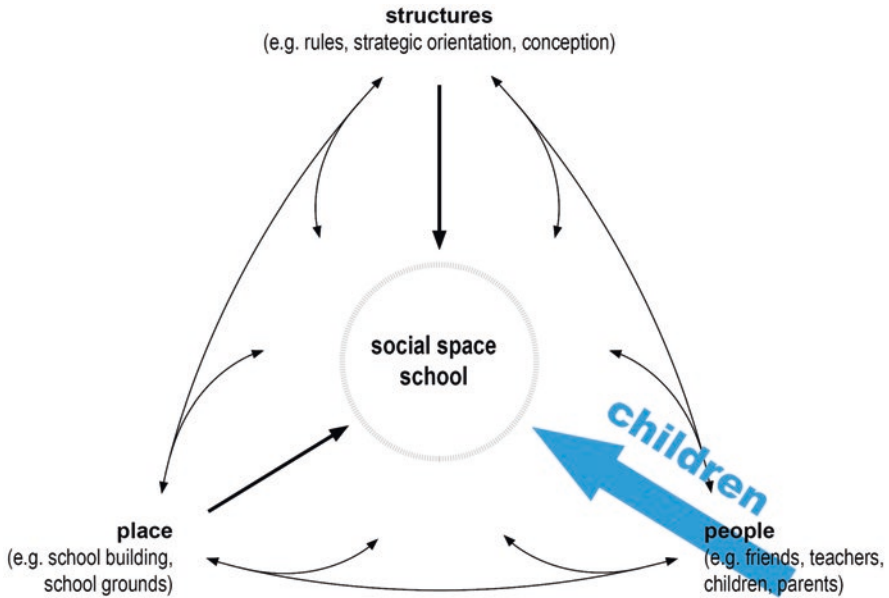 structures
(e.g. rules, strategic orientation, conception)
social space
school
children
place
(e.g. school building,
school grounds)
people
(e.g. friends, teachers,
children, parents)